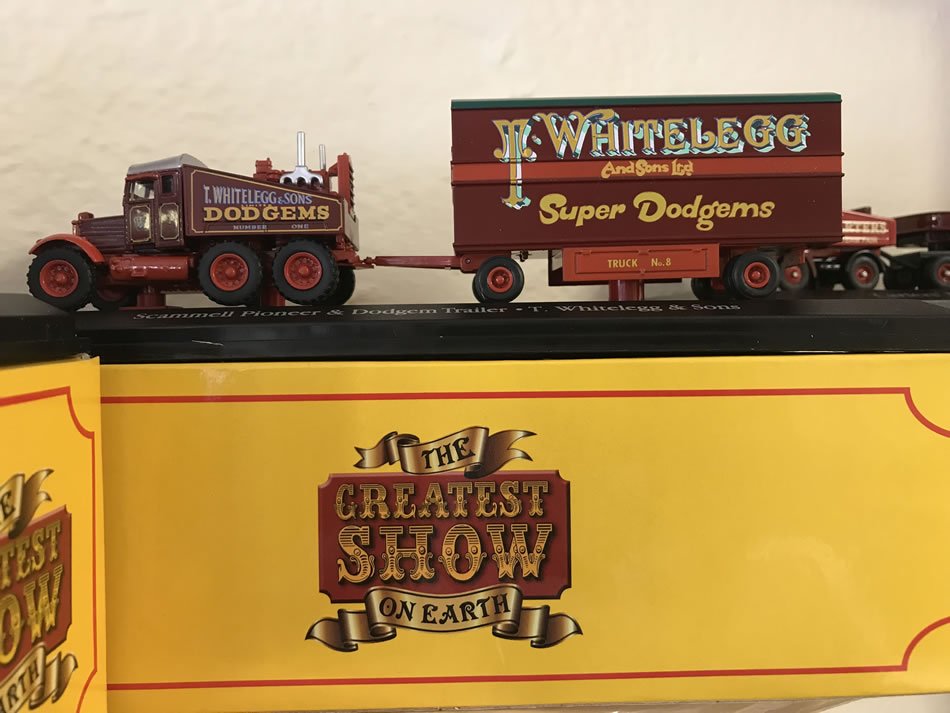 T. WHITELEGG & SONS
DODGEMS
NUMBER ONE
T. WHITELEGG
And Sons Ltd
Super Dodgems
TRUCK No. 8
Scammell Pioneer & Dodgem Trailer • T. Whitelegg & Sons
THE
GREATEST
SHOW
ON EARTH